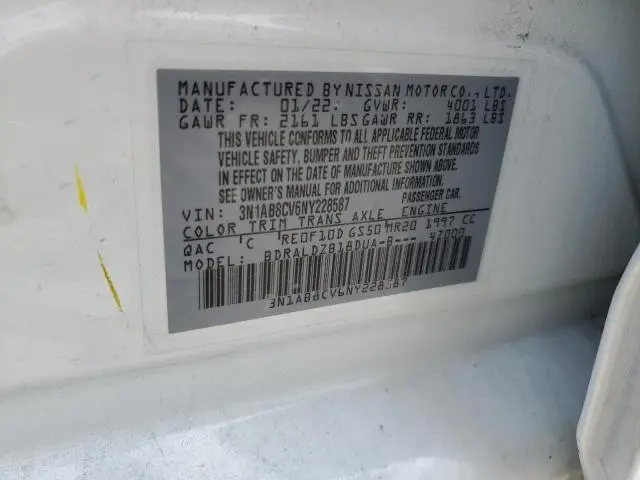 MANUFACTURED BY NISSAN MOTOR CO., LTD.
DATE: 01/22 GVWR: 4001 LBS
GAWR FR: 2161 LBS GAWR RR: 1863 LBS
THIS VEHICLE CONFORMS TO ALL APPLICABLE FEDERAL MOTOR
VEHICLE SAFETY, BUMPER AND THEFT PREVENTION STANDARDS
IN EFFECT ON THE DATE OF MANUFACTURE SHOWN ABOVE.
SEE OWNER'S MANUAL FOR ADDITIONAL INFORMATION.
VIN: 3N1AB8CV6NY228587 PASSENGER CAR.
COLOR TRIM TRANS AXLE ENGINE
QAC C RE0F10D GS50 MR20 1997 CC
MODEL: BDRALDZB18DUA-B--- 47000
3N1AB8CV6NY228587